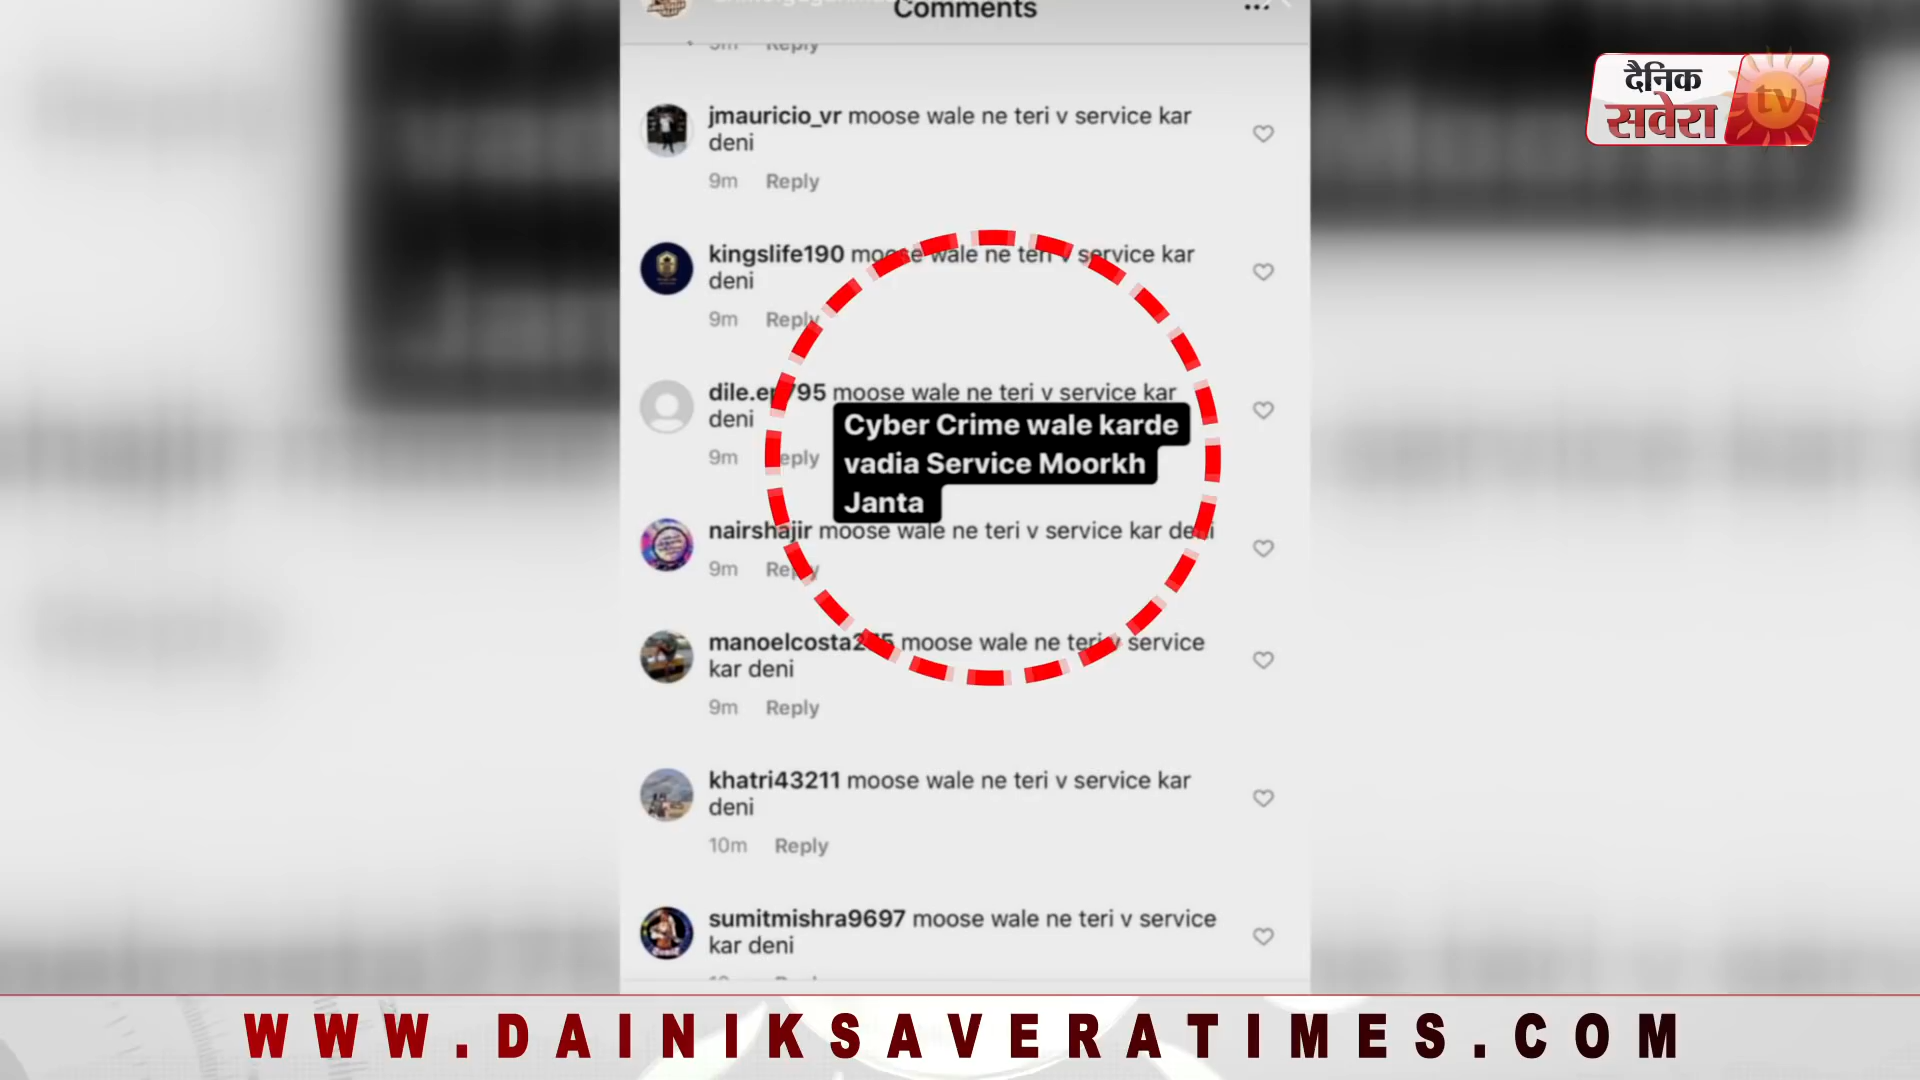 Comments
Reply
jmauricio_vr moose wale ne teri v service kar
deni
9m Reply
kingslife190 moose wale ne teri v service kar
deni
9m Reply
moose wale ne teri v service kar
deni
9m Reply
Cyber Crime wale karde
vadia Service Moorkh
Janta
nairshajir moose wale ne teri v service kar deni
9m Reply
moose wale ne teri v service
kar deni
9m Reply
khatri43211 moose wale ne teri v service kar
deni
10m Reply
sumitmishra9697 moose wale ne teri v service
kar deni
दैनिक
सवेरा
tv
WWW.DAINIKSAVERATIMES.COM